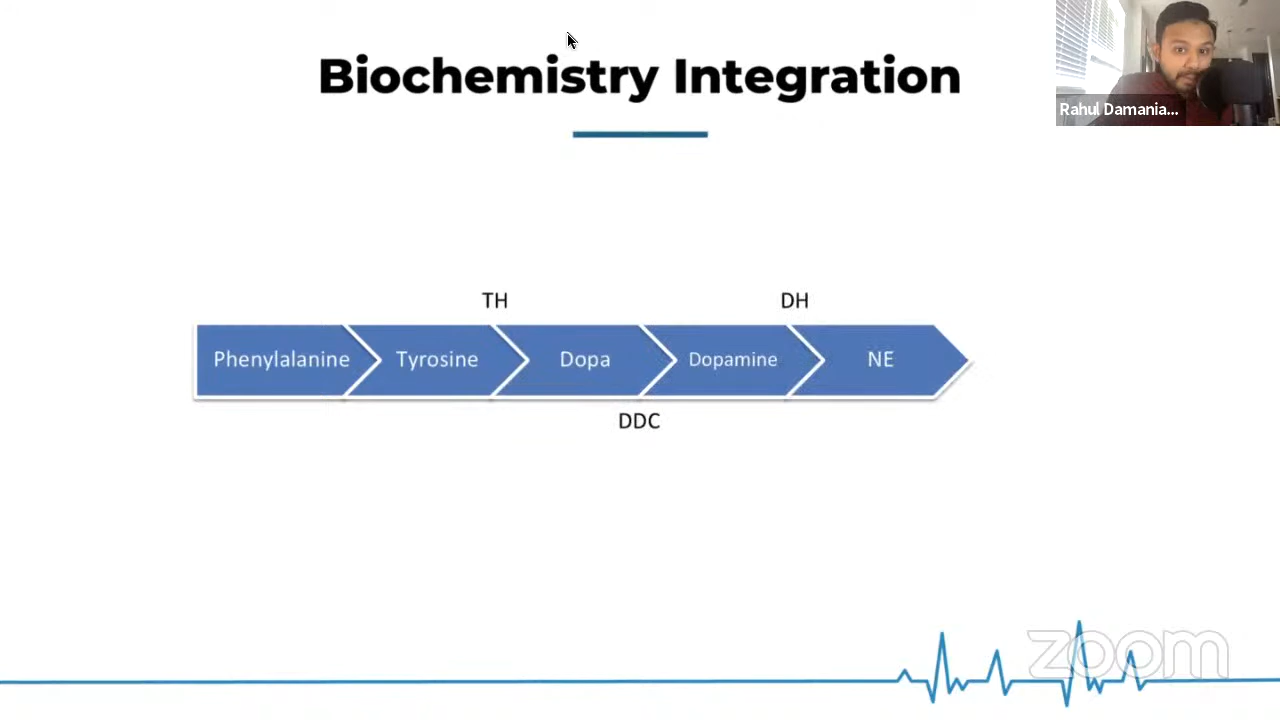 Biochemistry Integration
Rahul Damania...
TH
DH
Phenylalanine
Tyrosine
Dopa
Dopamine
NE
DDC
zoom